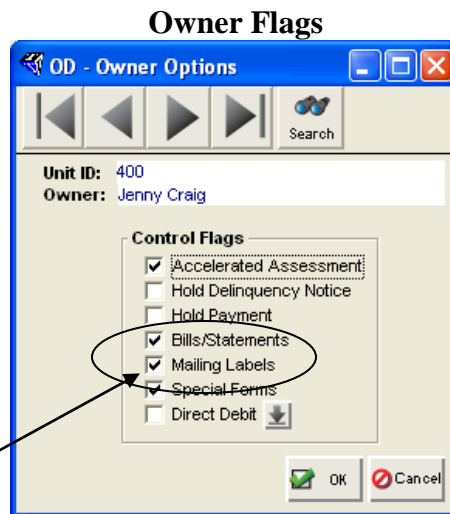 Owner Flags
OD - Owner Options
Search
Unit ID: 400
Owner: Jenny Craig
Control Flags
Accelerated Assessment
Hold Delinquency Notice
Hold Payment
Bills/Statements
Mailing Labels
Special Forms
Direct Debit
OK Cancel